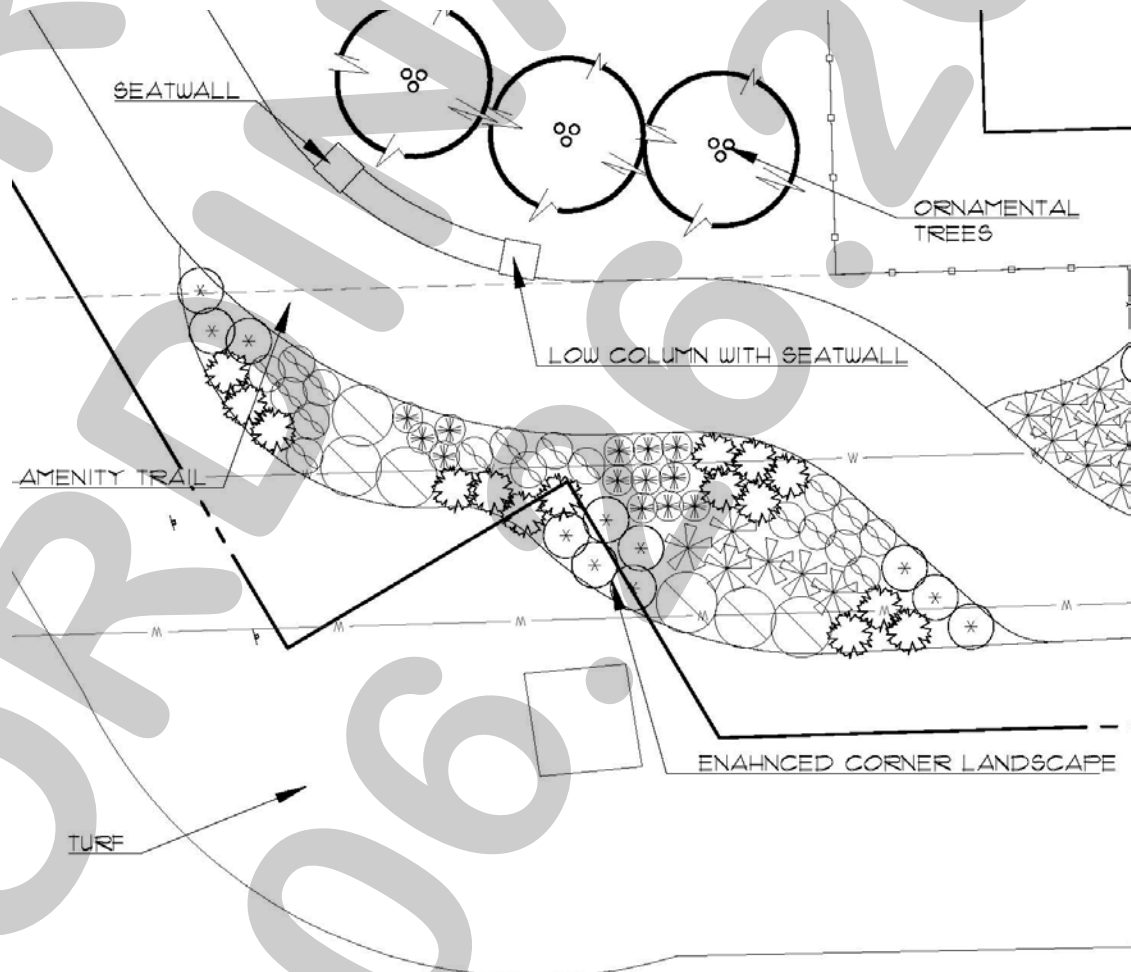 SEATWALL
ORNAMENTAL
TREES
LOW COLUMN WITH SEATWALL
AMENITY TRAIL
W
W
W
W
W
W
W
ENAHNCED CORNER LANDSCAPE
TURF